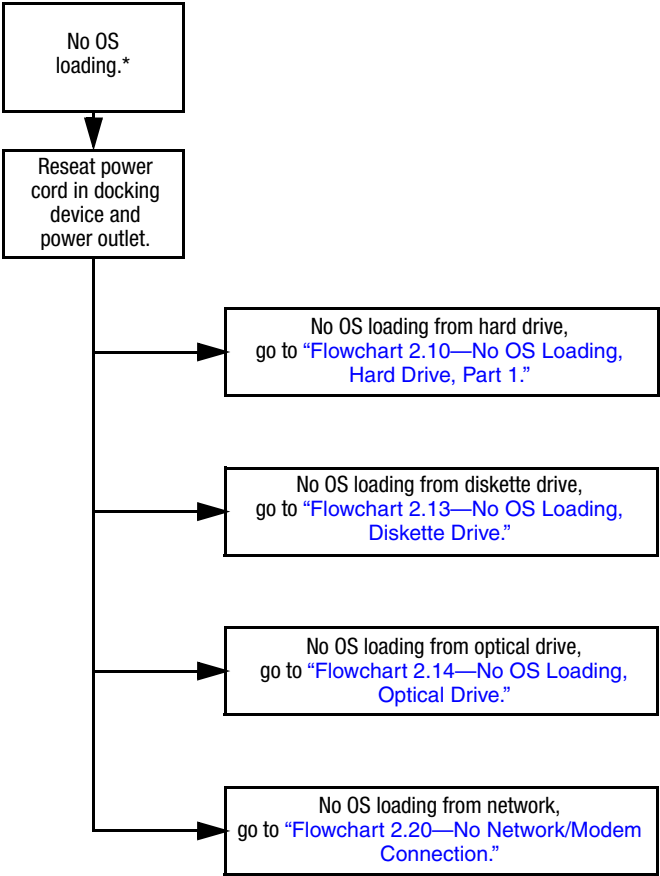 No OS
loading.*
Reseat power
cord in docking
device and
power outlet.
No OS loading from hard drive,
go to “Flowchart 2.10—No OS Loading,
Hard Drive, Part 1.”
No OS loading from diskette drive,
go to “Flowchart 2.13—No OS Loading,
Diskette Drive.”
No OS loading from optical drive,
go to “Flowchart 2.14—No OS Loading,
Optical Drive.”
No OS loading from network,
go to “Flowchart 2.20—No Network/Modem
Connection.”